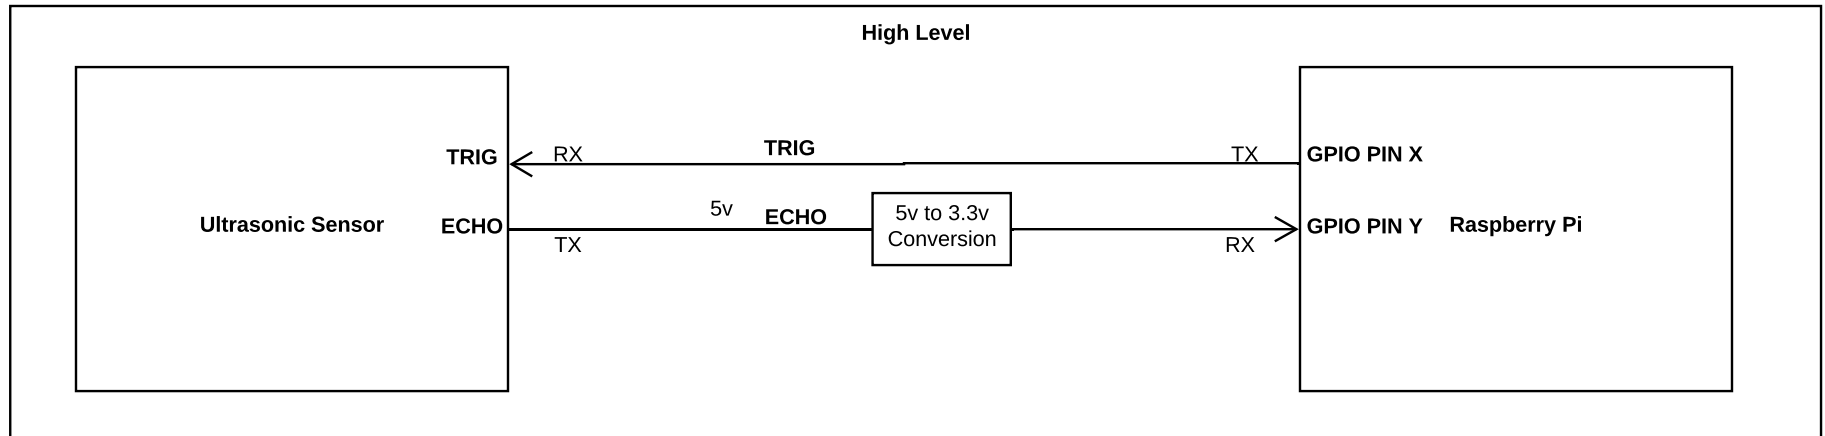 High Level
TRIG
RX
TRIG
TX
GPIO PIN X
Ultrasonic Sensor
ECHO
TX
5v
ECHO
5v to 3.3v
Conversion
RX
GPIO PIN Y
Raspberry Pi